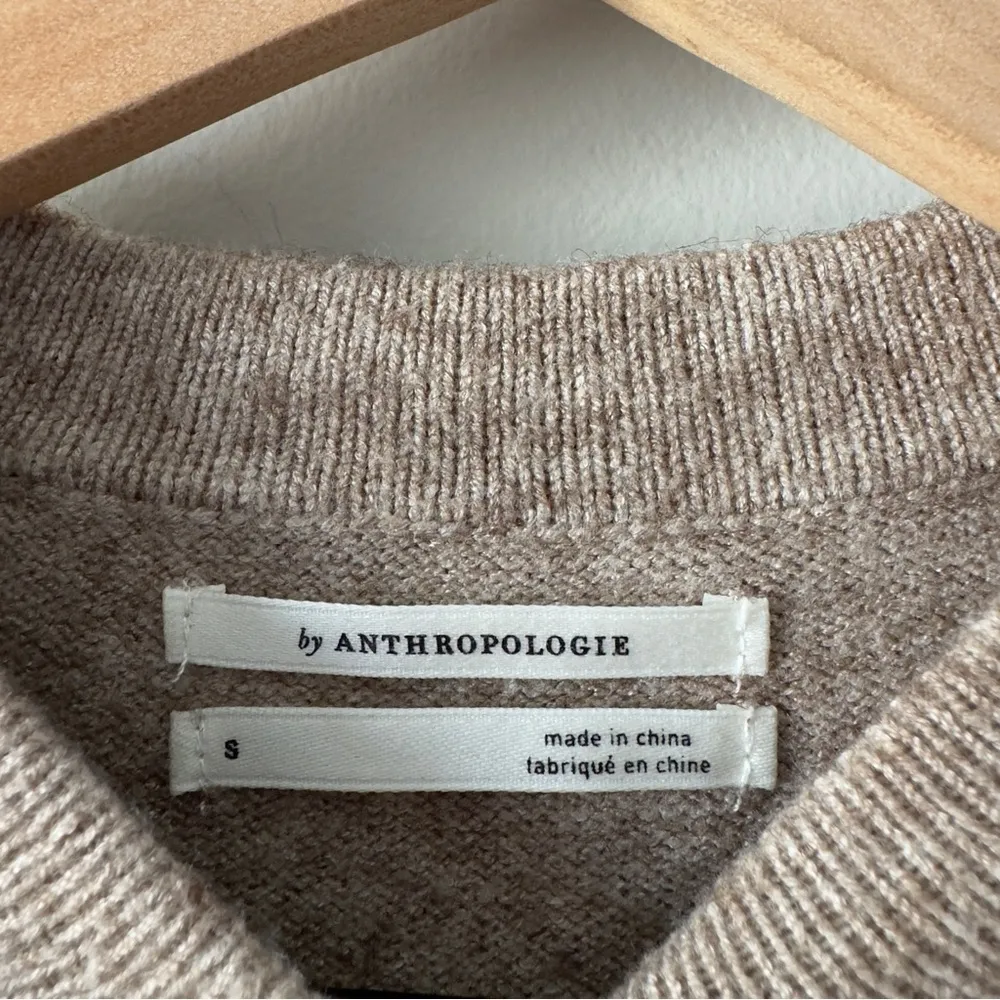 by ANTHROPOLOGIE
S
made in china
fabriqué en chine